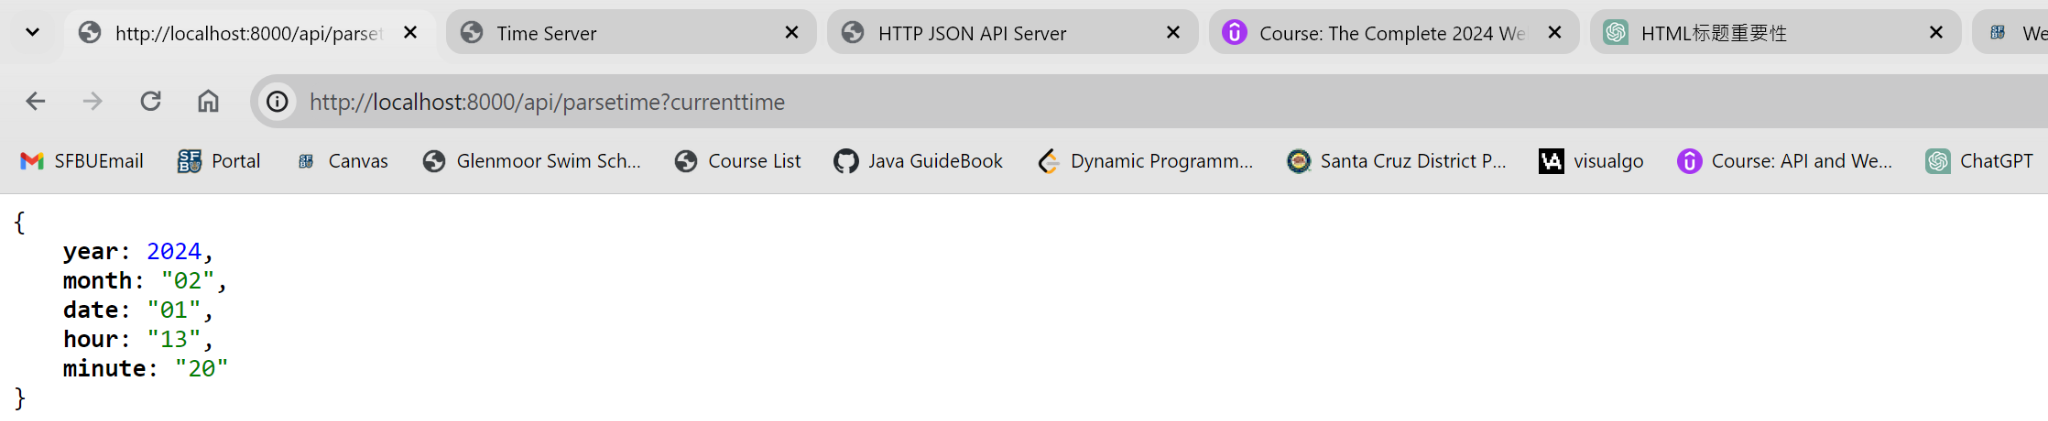 http://localhost:8000/api/parset
Time Server
HTTP JSON API Server
Course: The Complete 2024 We
HTML标题重要性
We
http://localhost:8000/api/parsetime?currenttime
SFBUEmail
Portal
Canvas
Glenmoor Swim Sch...
Course List
Java GuideBook
Dynamic Programm...
Santa Cruz District P...
visualgo
Course: API and We...
ChatGPT
{
year: 2024,
month: "02",
date: "01",
hour: "13",
minute: "20"
}